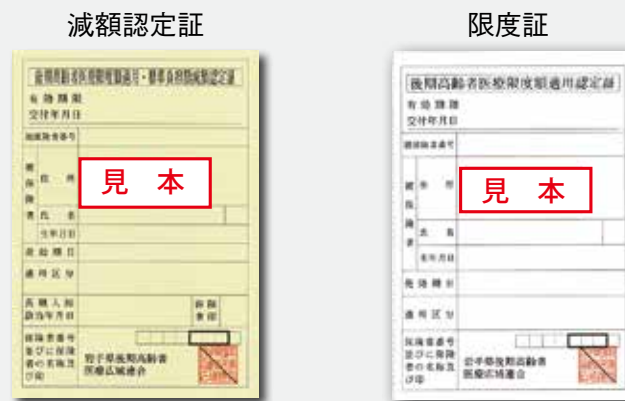 減額認定証
後期高齢者医療限度額適用・標準負担額減額認定証
有効期限
交付年月日
被保険者番号
被保険者
住所
見 本
氏名
生年月日
発効期日
適用区分
長期入院
該当年月日
保険
者印
保険者番号
並びに保険
者の名称及
び印
岩手県後期高齢者
医療広域連合
限度証
後期高齢者医療限度額適用認定証
有効期限
交付年月日
被保険者番号
被保険者
住所
見 本
氏名
生年月日
発効期日
適用区分
保険者番号
並びに保険
者の名称及
び印
岩手県後期高齢者
医療広域連合